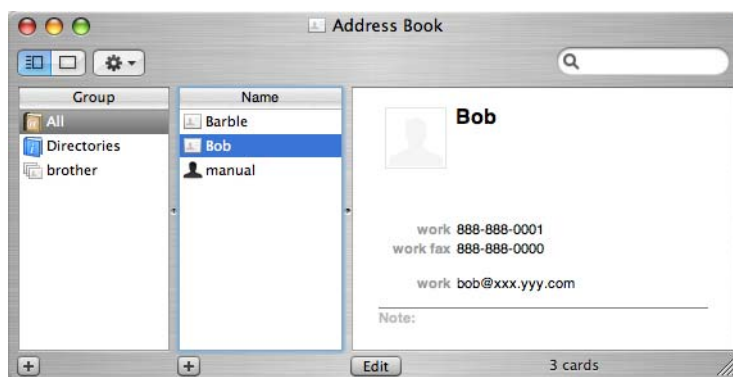 Address Book
Group
All
Directories
brother
Name
Barble
Bob
manual
Bob
work 888-888-0001
work fax 888-888-0000
work bob@xxx.yyy.com
Note:
Edit
3 cards